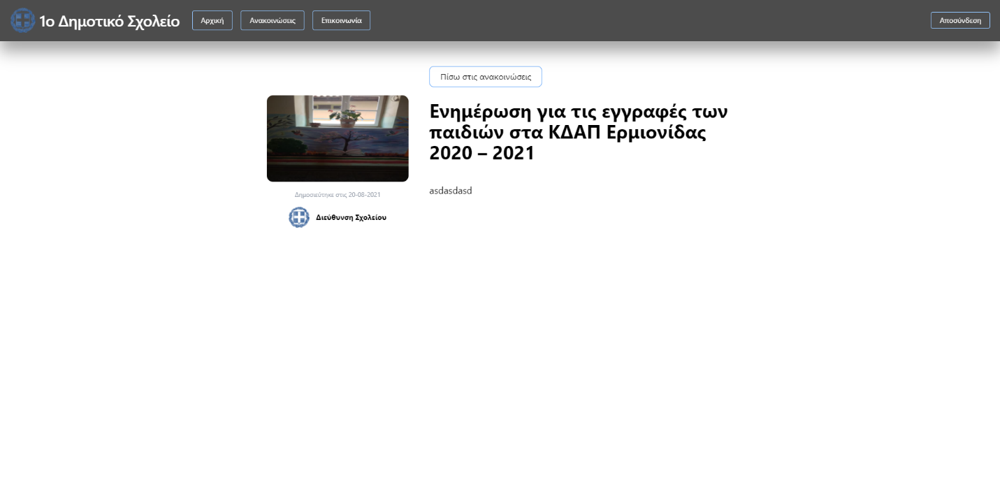 1ο Δημοτικό Σχολείο
Αρχική
Ανακοινώσεις
Επικοινωνία
Αποσύνδεση
Πίσω στις ανακοινώσεις
Ενημέρωση για τις εγγραφές των
παιδιών στα ΚΔΑΠ Ερμιονίδας
2020 – 2021
asdasdasd
Δημοσιεύτηκε στις 20-08-2021
Διεύθυνση Σχολείου